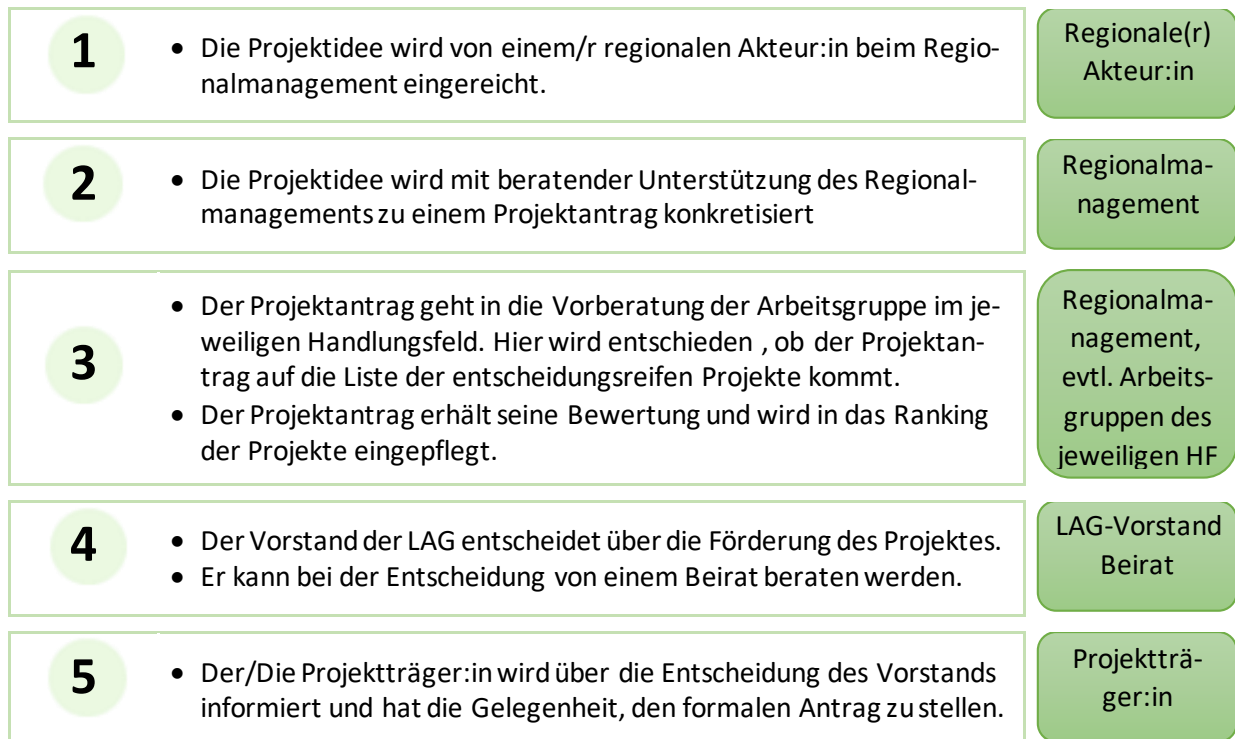 1
• Die Projektidee wird von einem/r regionalen Akteur:in beim Regio-
nalmanagement eingereicht.
Regionale(r)
Akteur:in
2
• Die Projektidee wird mit beratender Unterstützung des Regional-
managements zu einem Projektantrag konkretisiert
Regionalma-
nagement
3
• Der Projektantrag geht in die Vorberatung der Arbeitsgruppe im je-
weiligen Handlungsfeld. Hier wird entschieden , ob der Projektan-
trag auf die Liste der entscheidungsreifen Projekte kommt.
• Der Projektantrag erhält seine Bewertung und wird in das Ranking
der Projekte eingepflegt.
Regionalma-
nagement,
evtl. Arbeits-
gruppen des
jeweiligen HF
4
• Der Vorstand der LAG entscheidet über die Förderung des Projektes.
• Er kann bei der Entscheidung von einem Beirat beraten werden.
LAG-Vorstand
Beirat
5
• Der/Die Projektträger:in wird über die Entscheidung des Vorstands
informiert und hat die Gelegenheit, den formalen Antrag zu stellen.
Projektträ-
ger:in